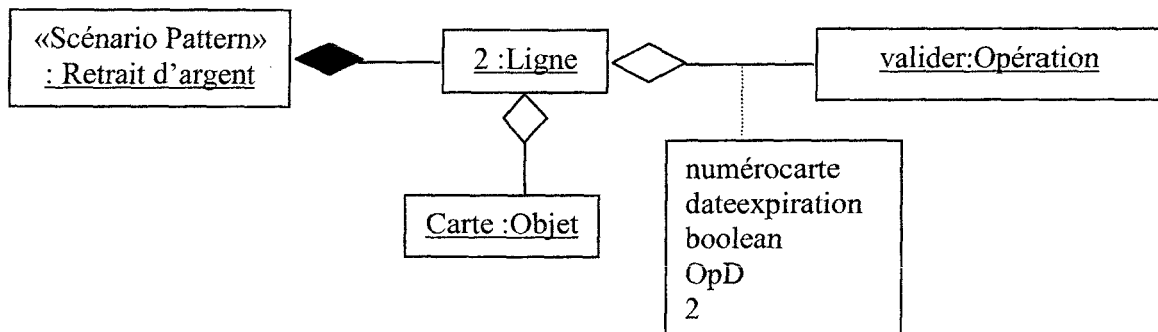 «Scénario Pattern»
: Retrait d'argent
2 :Ligne
valider:Opération
Carte :Objet
numérocarte
dateexpiration
boolean
OpD
2